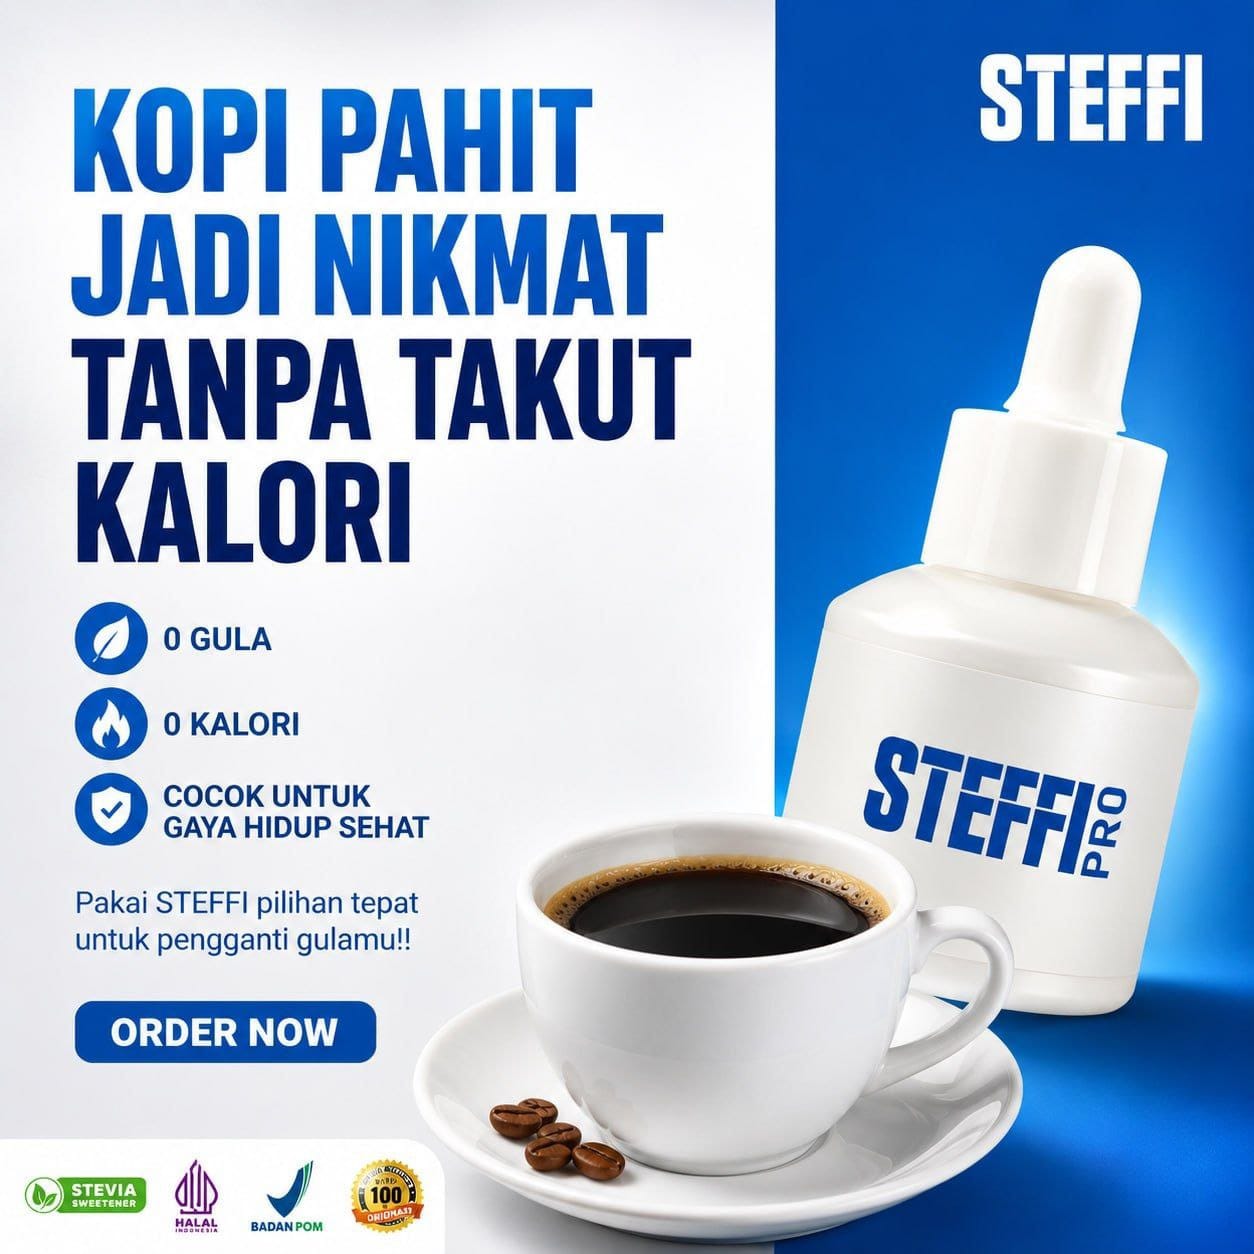 STEFFI
KOPI PAHIT
JADI NIKMAT
TANPA TAKUT
KALORI
0 GULA
0 KALORI
COCOK UNTUK
GAYA HIDUP SEHAT
Pakai STEFFI pilihan tepat
untuk pengganti gulamu!!
ORDER NOW
STEFFI PRO
STEVIA
SWEETENER
HALAL
INDONESIA
BADAN POM
100